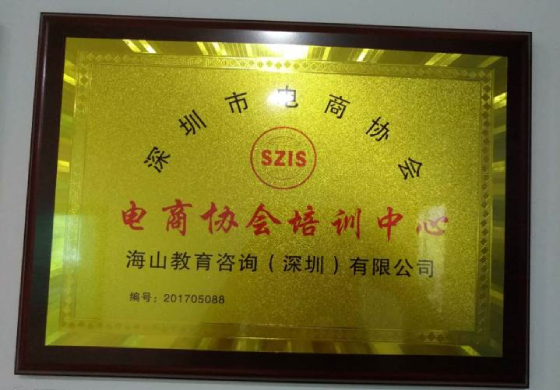 深圳市电商协会
SZIS
电商协会培训中心
海山教育咨询（深圳）有限公司
编号：201705088